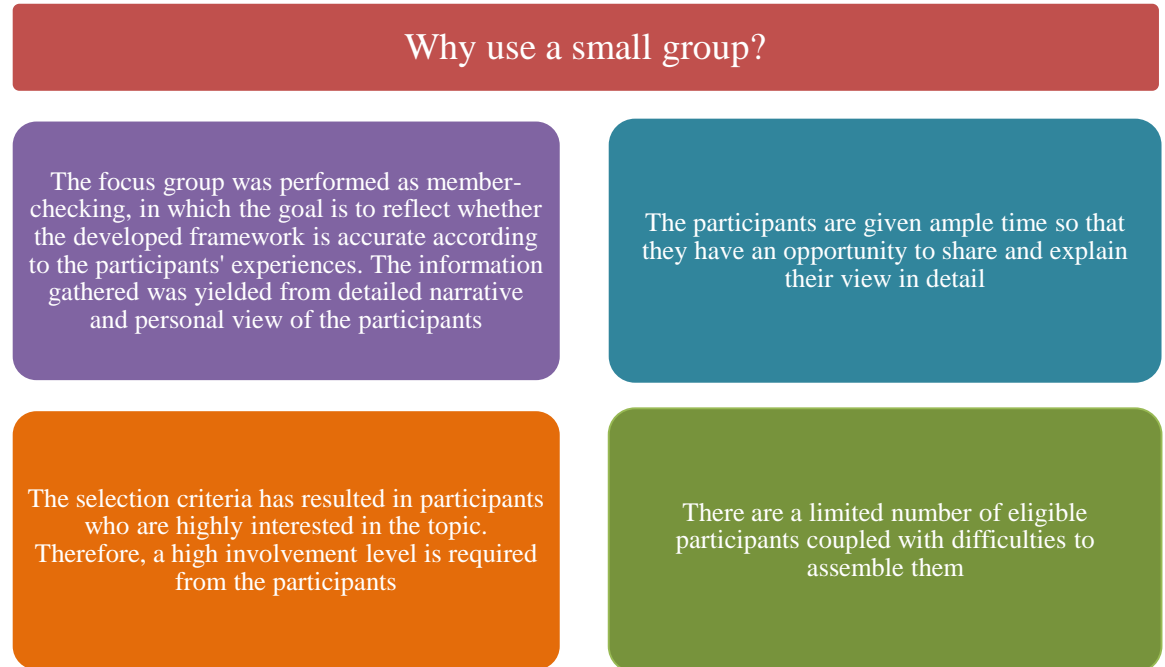 Why use a small group?
The focus group was performed as member-
checking, in which the goal is to reflect whether
the developed framework is accurate according
to the participants' experiences. The information
gathered was yielded from detailed narrative
and personal view of the participants
The participants are given ample time so that
they have an opportunity to share and explain
their view in detail
The selection criteria has resulted in participants
who are highly interested in the topic.
Therefore, a high involvement level is required
from the participants
There are a limited number of eligible
participants coupled with difficulties to
assemble them